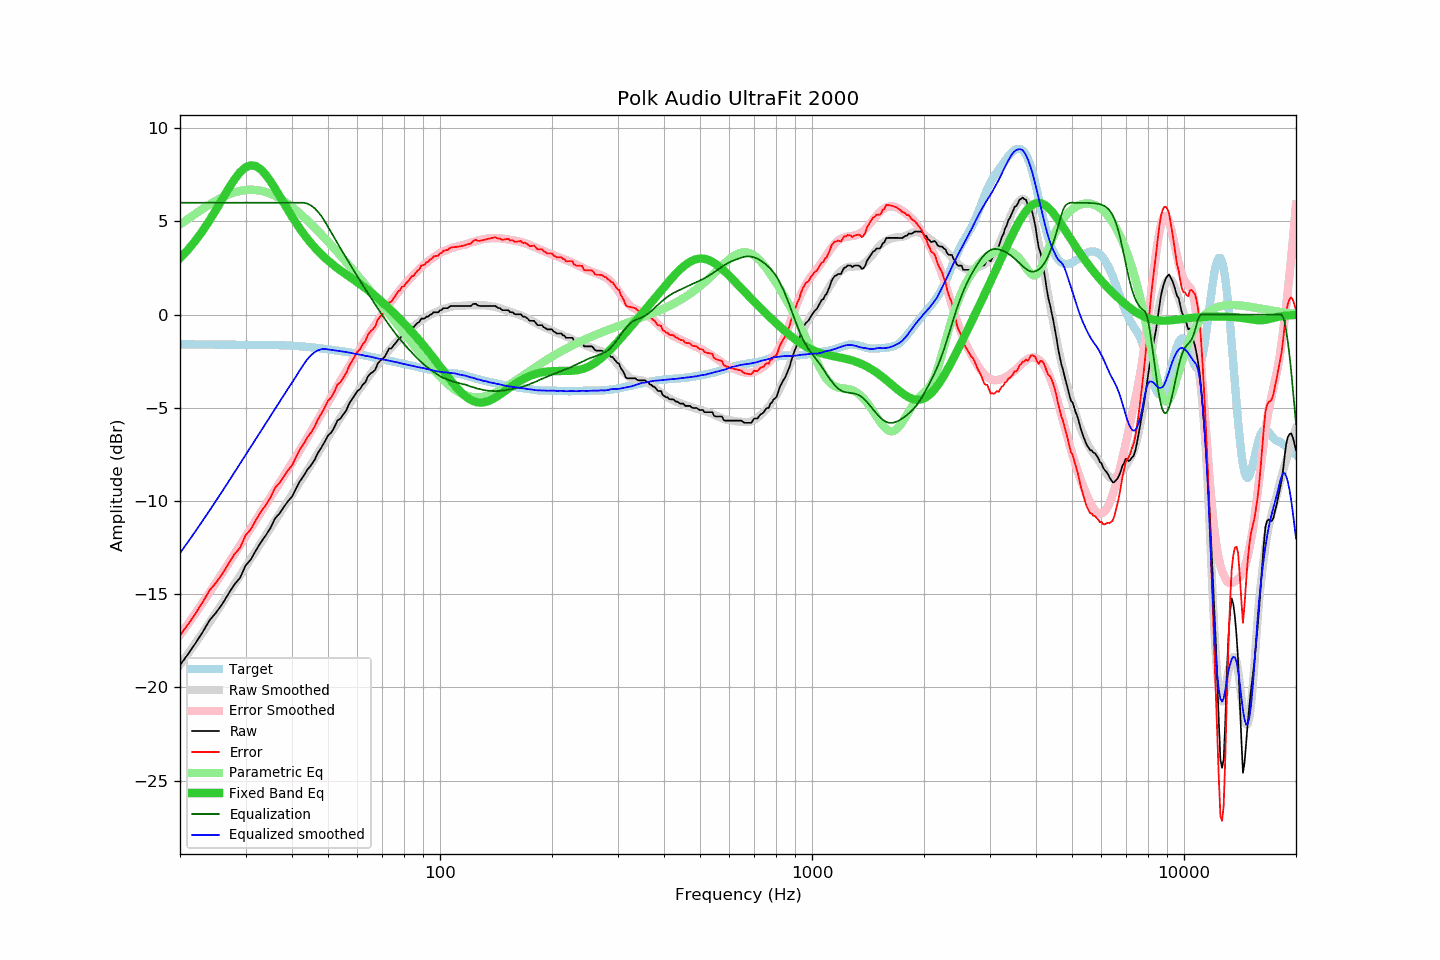 Polk Audio UltraFit 2000
10
5
0
−5
−10
−15
−20
−25
Amplitude (dBr)
Target
Raw Smoothed
Error Smoothed
Raw
Error
Parametric Eq
Fixed Band Eq
Equalization
Equalized smoothed
100 1000 10000
Frequency (Hz)